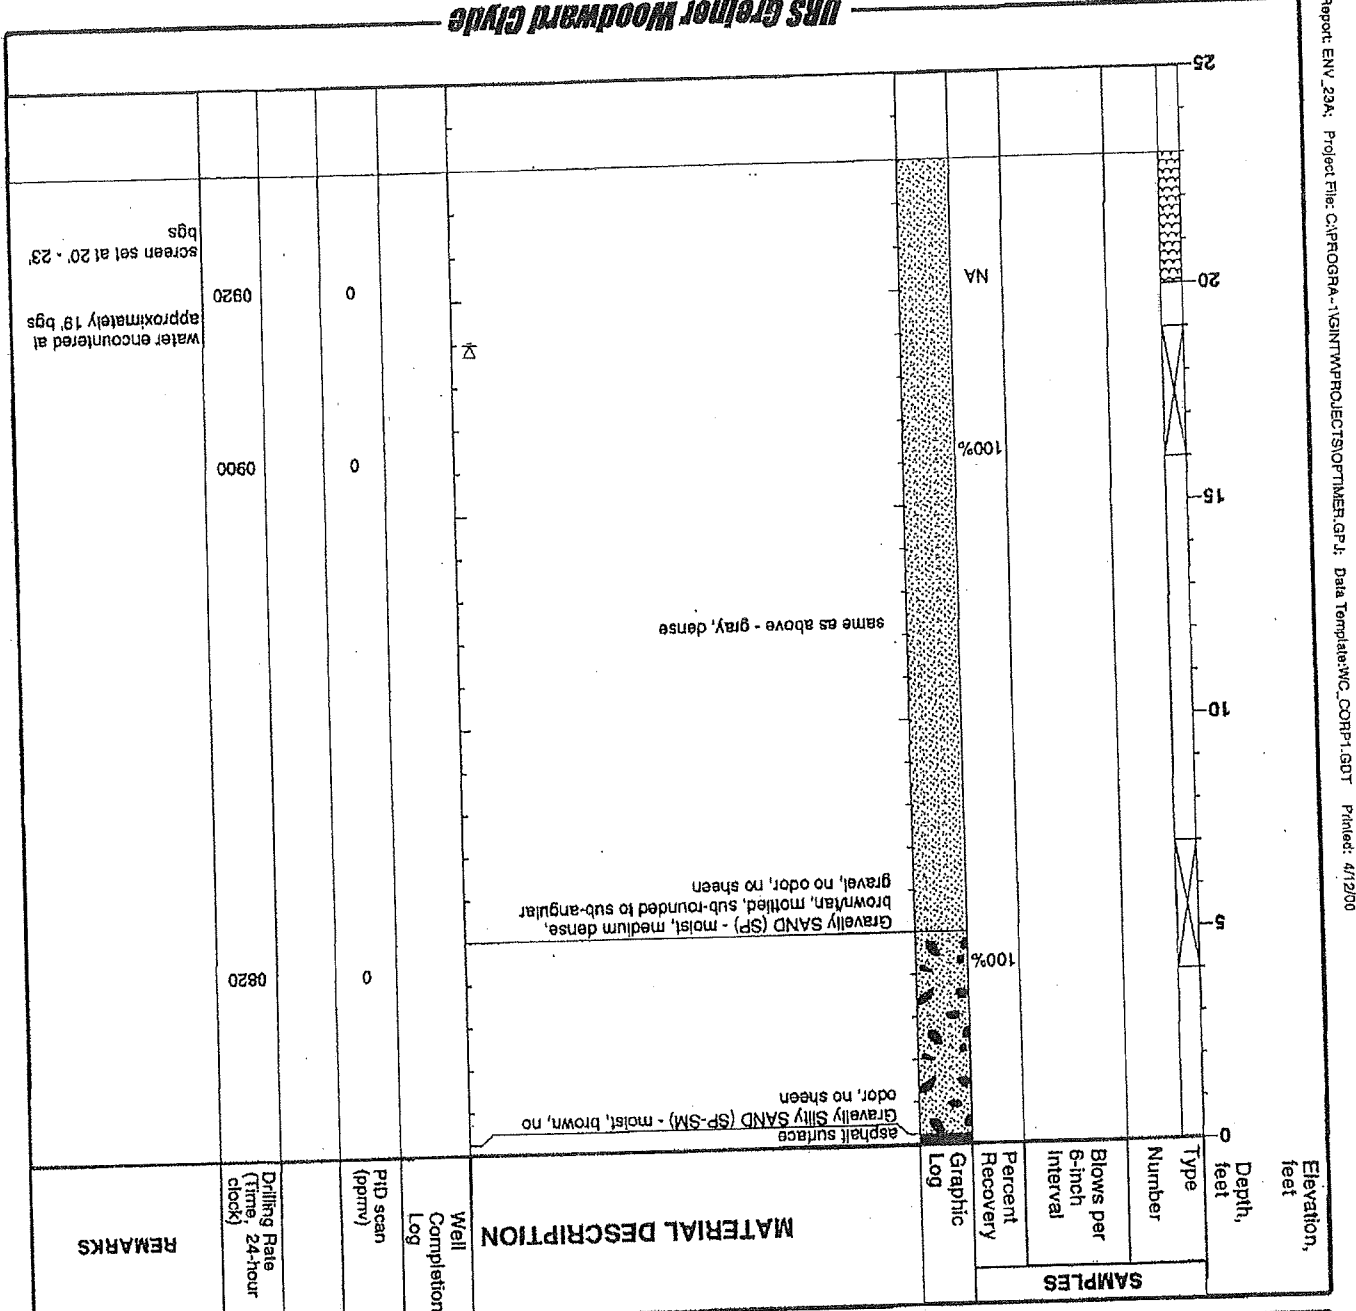 SAMPLES
Elevation,
feet
Depth,
feet
Type
Number
Blows per
6-inch
Interval
Percent
Recovery
Graphic
Log
MATERIAL DESCRIPTION
Well
Completion
Log
PID scan
(ppmv)
Drilling Rate
(Time, 24-hour
clock)
REMARKS
0
asphalt surface
Gravelly Silty SAND (SP-SM) - moist, brown, no
odor, no sheen
100%
0
0820
5
Gravelly SAND (SP) - moist, medium dense,
brown/tan, mottled, sub-rounded to sub-angular
gravel, no odor, no sheen
10
same as above - gray, dense
15
100%
0
0900
water encountered at
approximately 19' bgs
20
NA
0
0920
screen set at 20' - 23'
bgs
25
URS Greiner Woodward Clyde
Report: ENV_23A; Project File: C:\PROGRA~1\GINTW\PROJECTS\OPTIMER.GPJ; Data Template:WC_CORP1.GDT Printed: 4/12/00